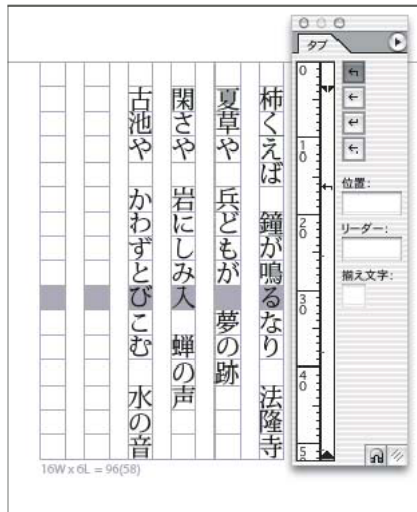 柿くえば　鐘が鳴るなり　法隆寺
夏草や　兵どもが　夢の跡
閑さや　岩にしみ入　蝉の声
古池や　かわずとびこむ　水の音
16W x 6L = 96(58)
タブ
0
10
20
30
40
5
位置:
リーダー:
揃え文字: